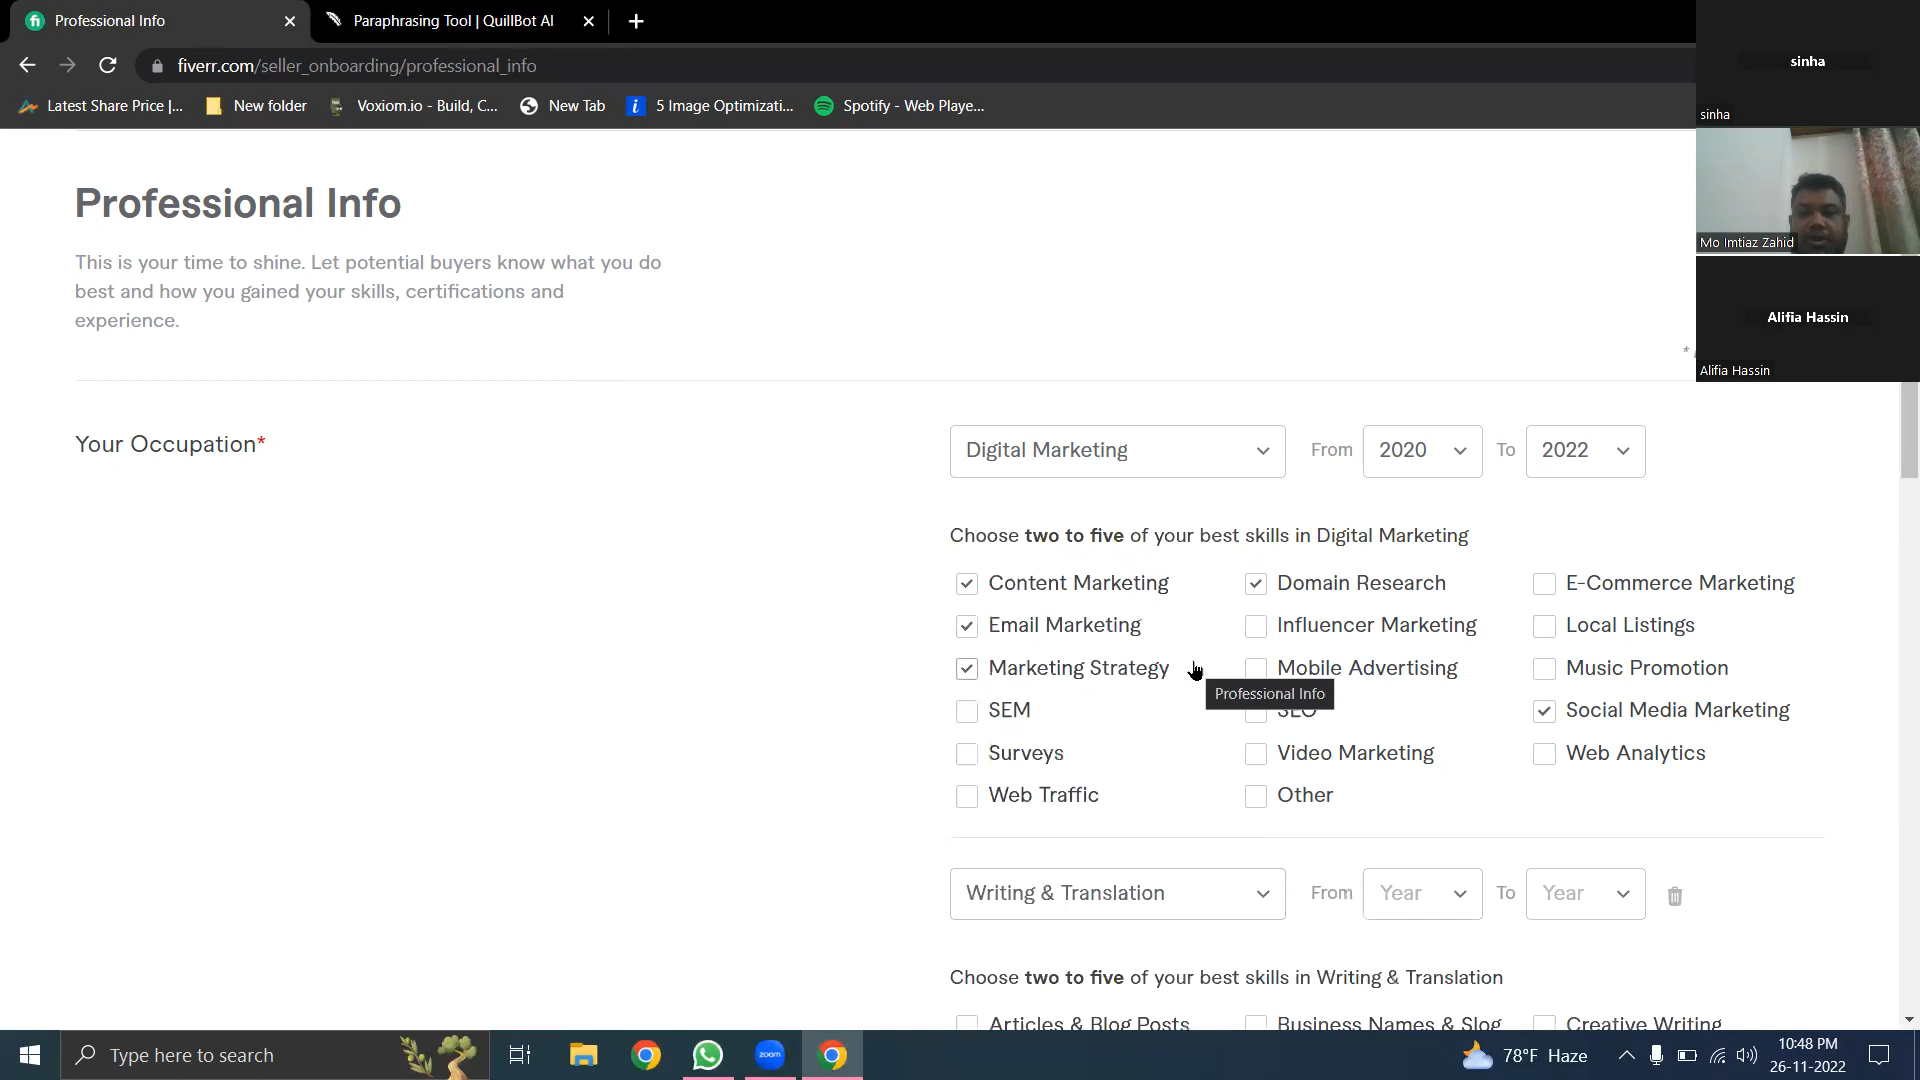 Professional Info
Paraphrasing Tool | QuillBot AI
fiverr.com/seller_onboarding/professional_info
Latest Share Price |...
New folder
Voxiom.io - Build, C...
New Tab
5 Image Optimizati...
Spotify - Web Playe...
sinha
sinha
Mo Imtiaz Zahid
Alifia Hassin
Alifia Hassin
Professional Info
This is your time to shine. Let potential buyers know what you do
best and how you gained your skills, certifications and
experience.
*
Your Occupation*
Digital Marketing From 2020 To 2022
Choose two to five of your best skills in Digital Marketing
Content Marketing Domain Research E-Commerce Marketing
Email Marketing Influencer Marketing Local Listings
Marketing Strategy Mobile Advertising Music Promotion
Professional Info
SEM SEO Social Media Marketing
Surveys Video Marketing Web Analytics
Web Traffic Other
Writing & Translation From Year To Year
Choose two to five of your best skills in Writing & Translation
Articles & Blog Posts Business Names & Slog Creative Writing
Type here to search
zoom
78°F Haze
10:48 PM
26-11-2022